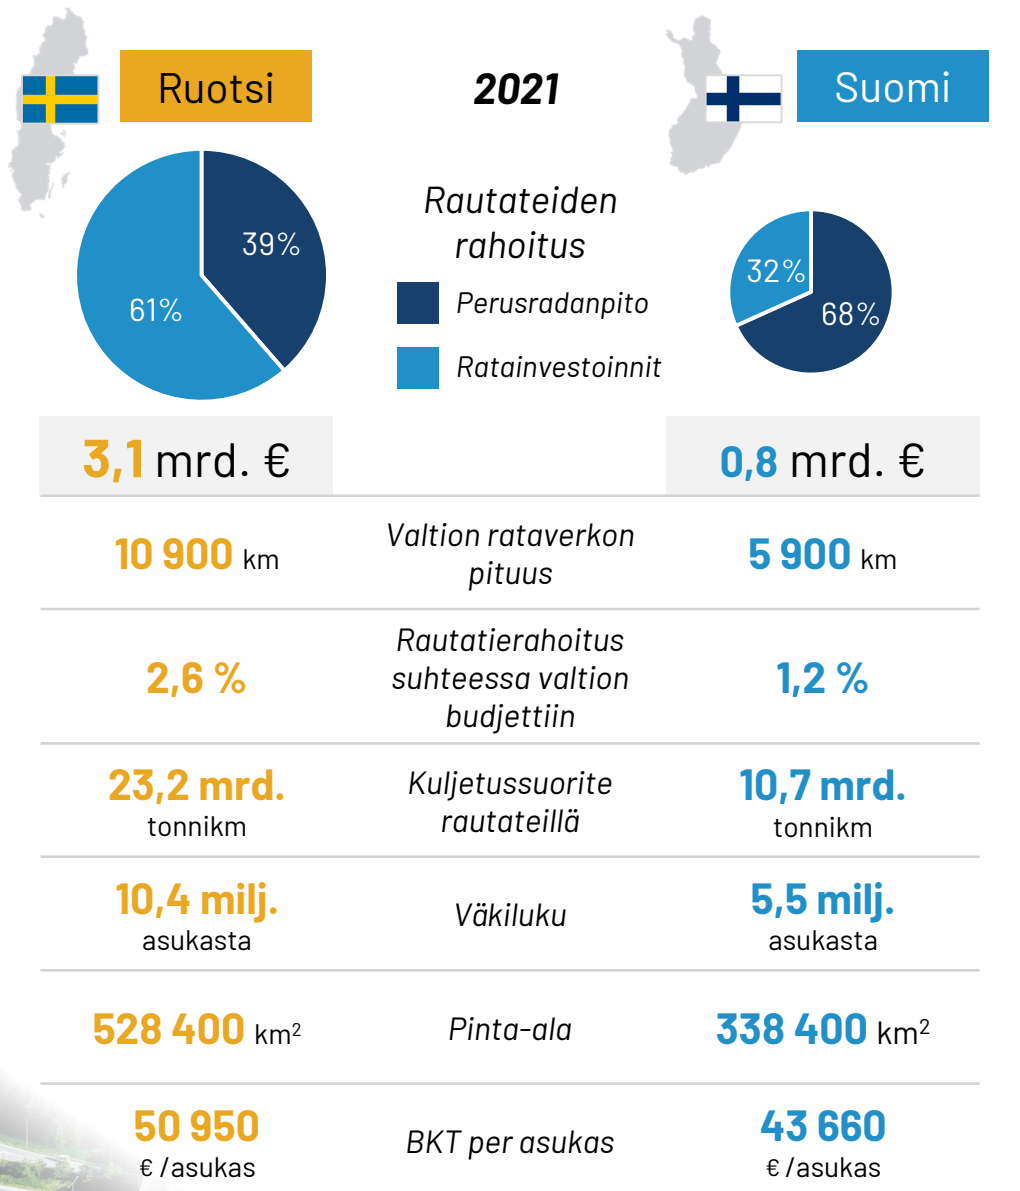 Ruotsi
2021
Suomi
Rautateiden
rahoitus
39%
61%
32%
68%
Perusradanpito
Ratainvestoinnit
3,1 mrd. €
0,8 mrd. €
10 900 km
Valtion rataverkon
pituus
5 900 km
2,6 %
Rautatierahoitus
suhteessa valtion
budjettiin
1,2 %
23,2 mrd.
tonnikm
Kuljetussuorite
rautateillä
10,7 mrd.
tonnikm
10,4 milj.
asukasta
Väkiluku
5,5 milj.
asukasta
528 400 km²
Pinta-ala
338 400 km²
50 950
€ /asukas
BKT per asukas
43 660
€ /asukas